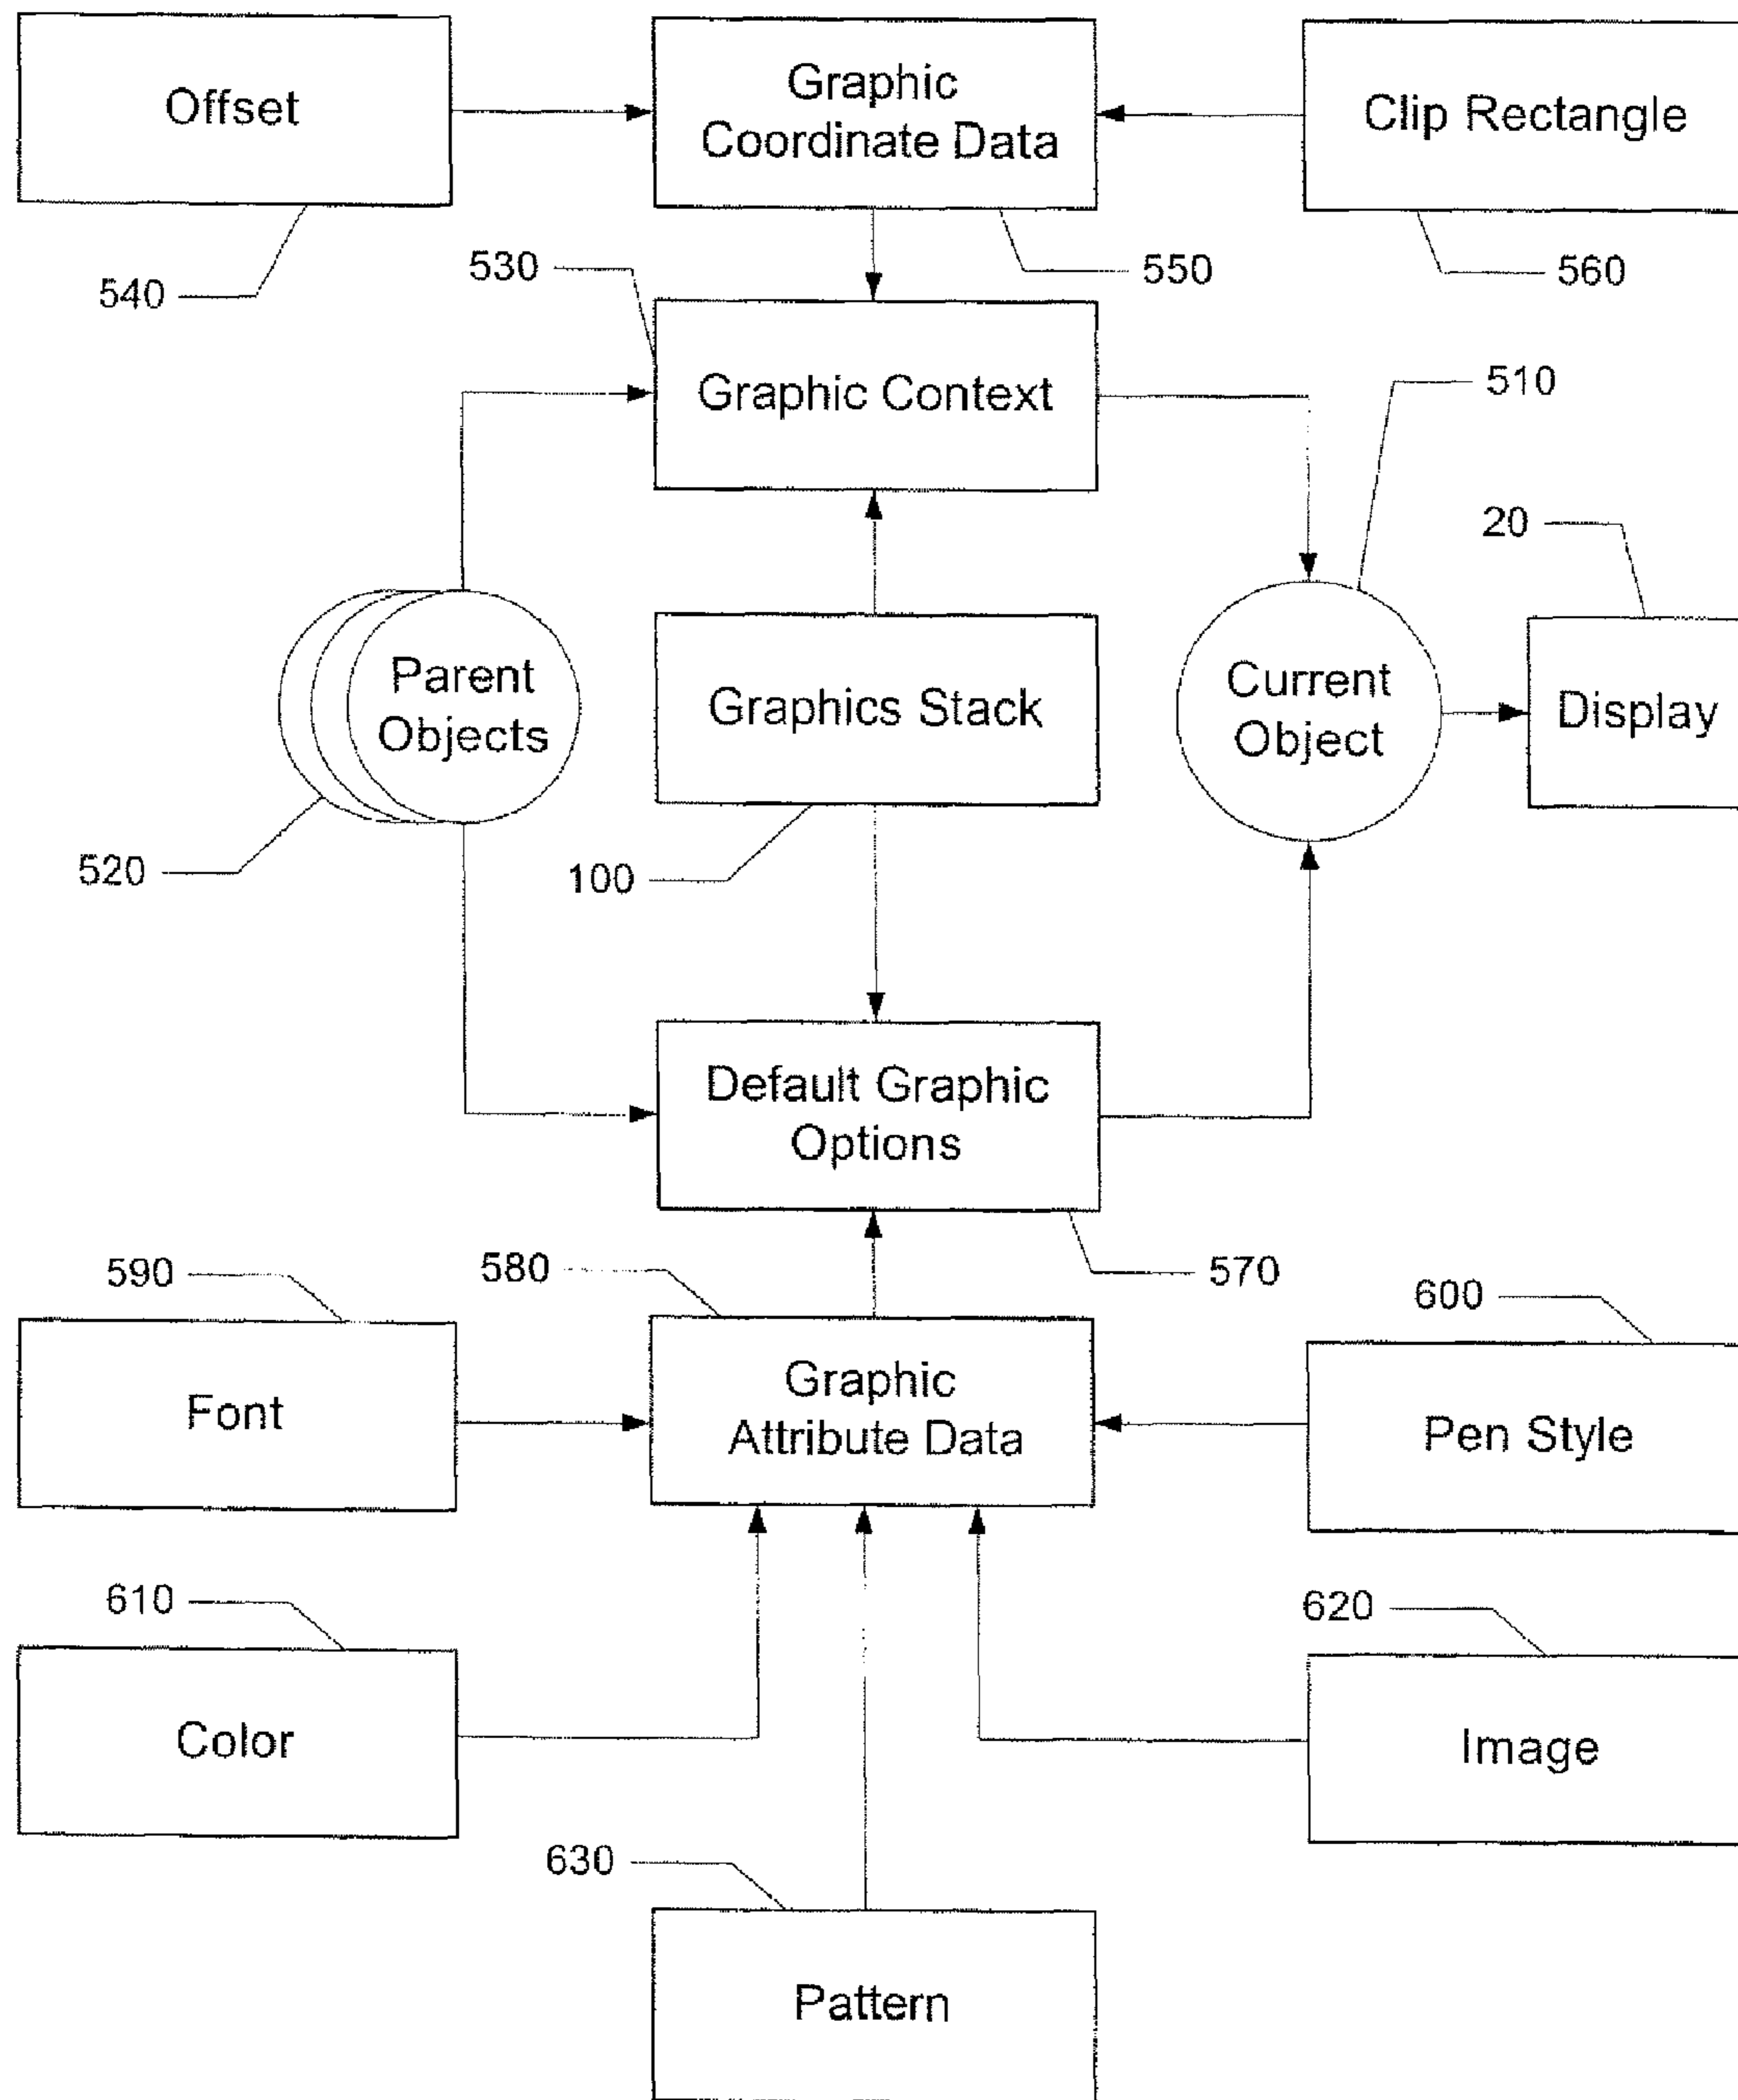 Offset
Graphic
Coordinate Data
Clip Rectangle
540
530
550
560
Graphic Context
510
20
Parent
Objects
Graphics Stack
Current
Object
Display
520
100
Default Graphic
Options
590
580
570
600
Font
Graphic
Attribute Data
Pen Style
610
620
Color
Image
630
Pattern